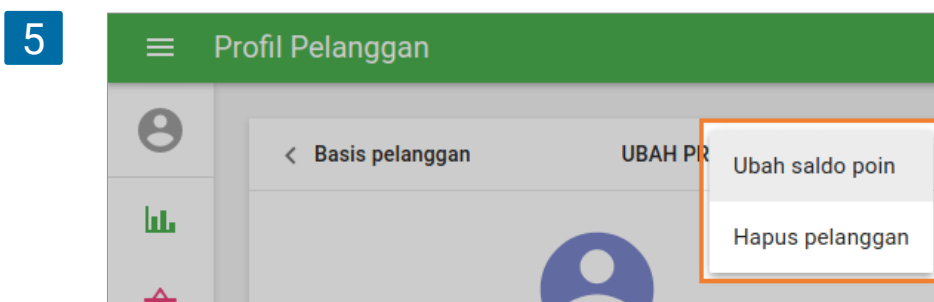 5
Profil Pelanggan
Basis pelanggan
UBAH PR
Ubah saldo poin
Hapus pelanggan